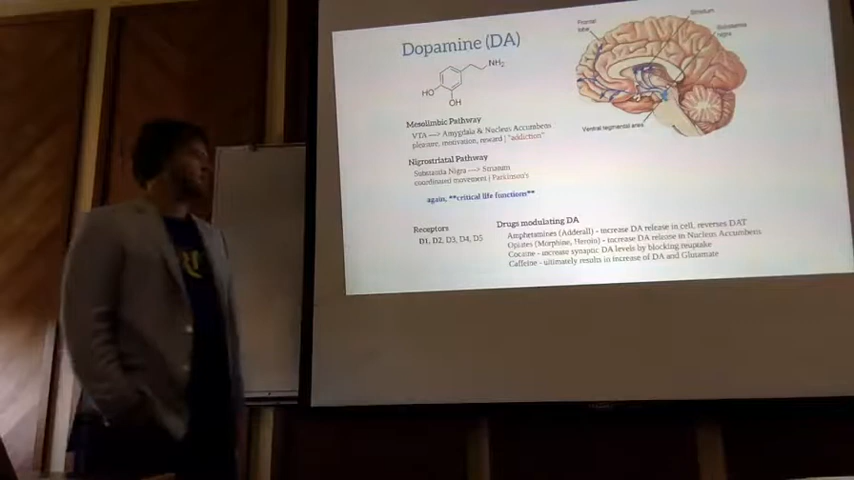 Dopamine (DA)
NH2
HO
OH
Frontal
lobe
Striatum
Substantia
nigra
Ventral tegmental area
Mesolimbic Pathway
VTA ---> Amygdala & Nucleus Accumbens
pleasure, motivation, reward | "addiction"
Nigrostriatal Pathway
Substantia Nigra ---> Striatum
coordinated movement | Parkinson's
again, **critical life functions**
Receptors
D1, D2, D3, D4, D5
Drugs modulating DA
Amphetamines (Adderall) - increase DA release in cell, reverses DAT
Opiates (Morphine, Heroin) - increase DA release in Nucleus Accumbens
Cocaine - increase synaptic DA levels by blocking reuptake
Caffeine - ultimately results in increase of DA and Glutamate